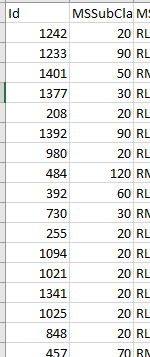 Id MSSubCla MS
1242 20 RL
1233 90 RL
1401 50 RM
1377 30 RL
208 20 RL
1392 90 RL
980 20 RL
484 120 RM
392 60 RL
730 30 RM
255 20 RL
1094 20 RL
1021 20 RL
1341 20 RL
1025 20 RL
848 20 RL
457 70 RM